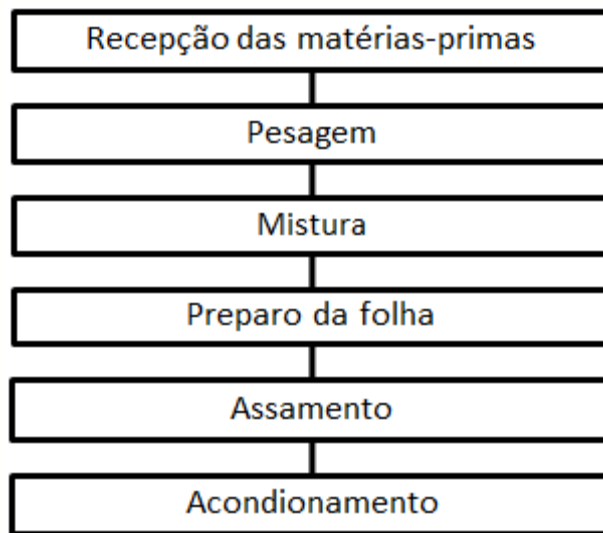 Recepção das matérias-primas
Pesagem
Mistura
Preparo da folha
Assamento
Acondionamento